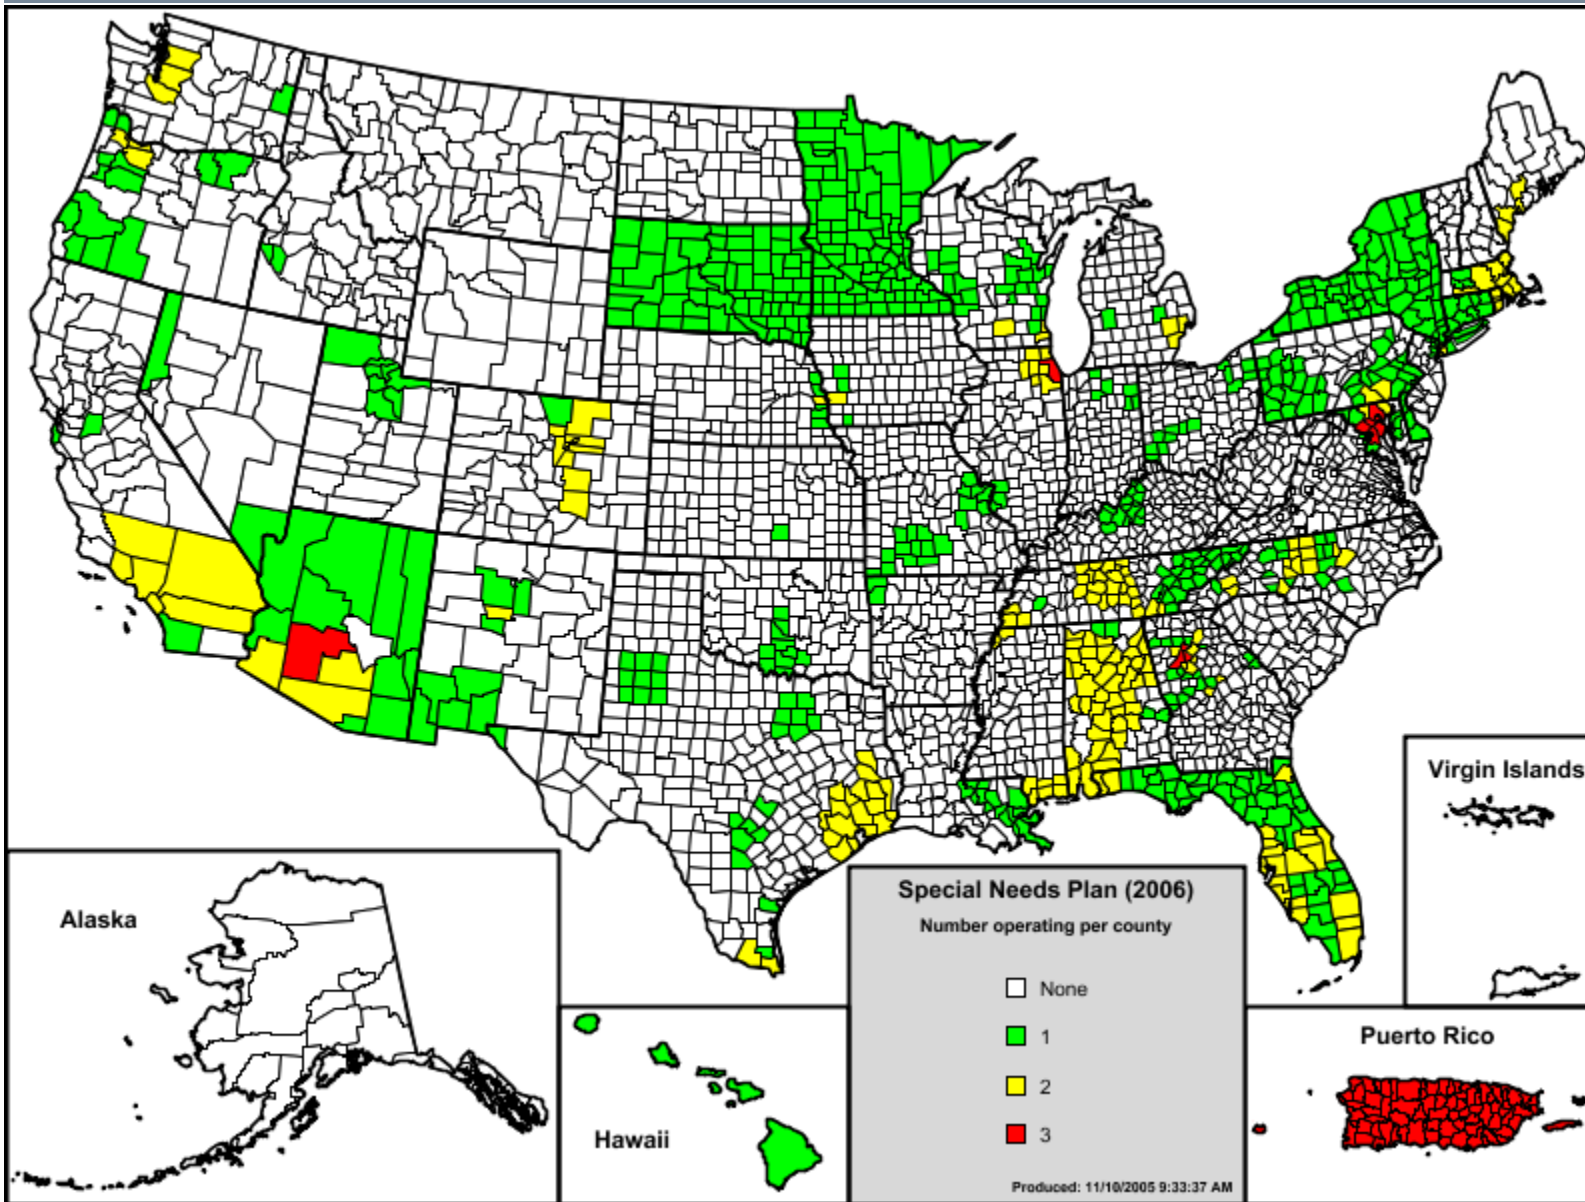 Virgin Islands
Alaska
Special Needs Plan (2006)
Number operating per county
None
1
2
3
Produced: 11/10/2005 9:33:37 AM
Hawaii
Puerto Rico